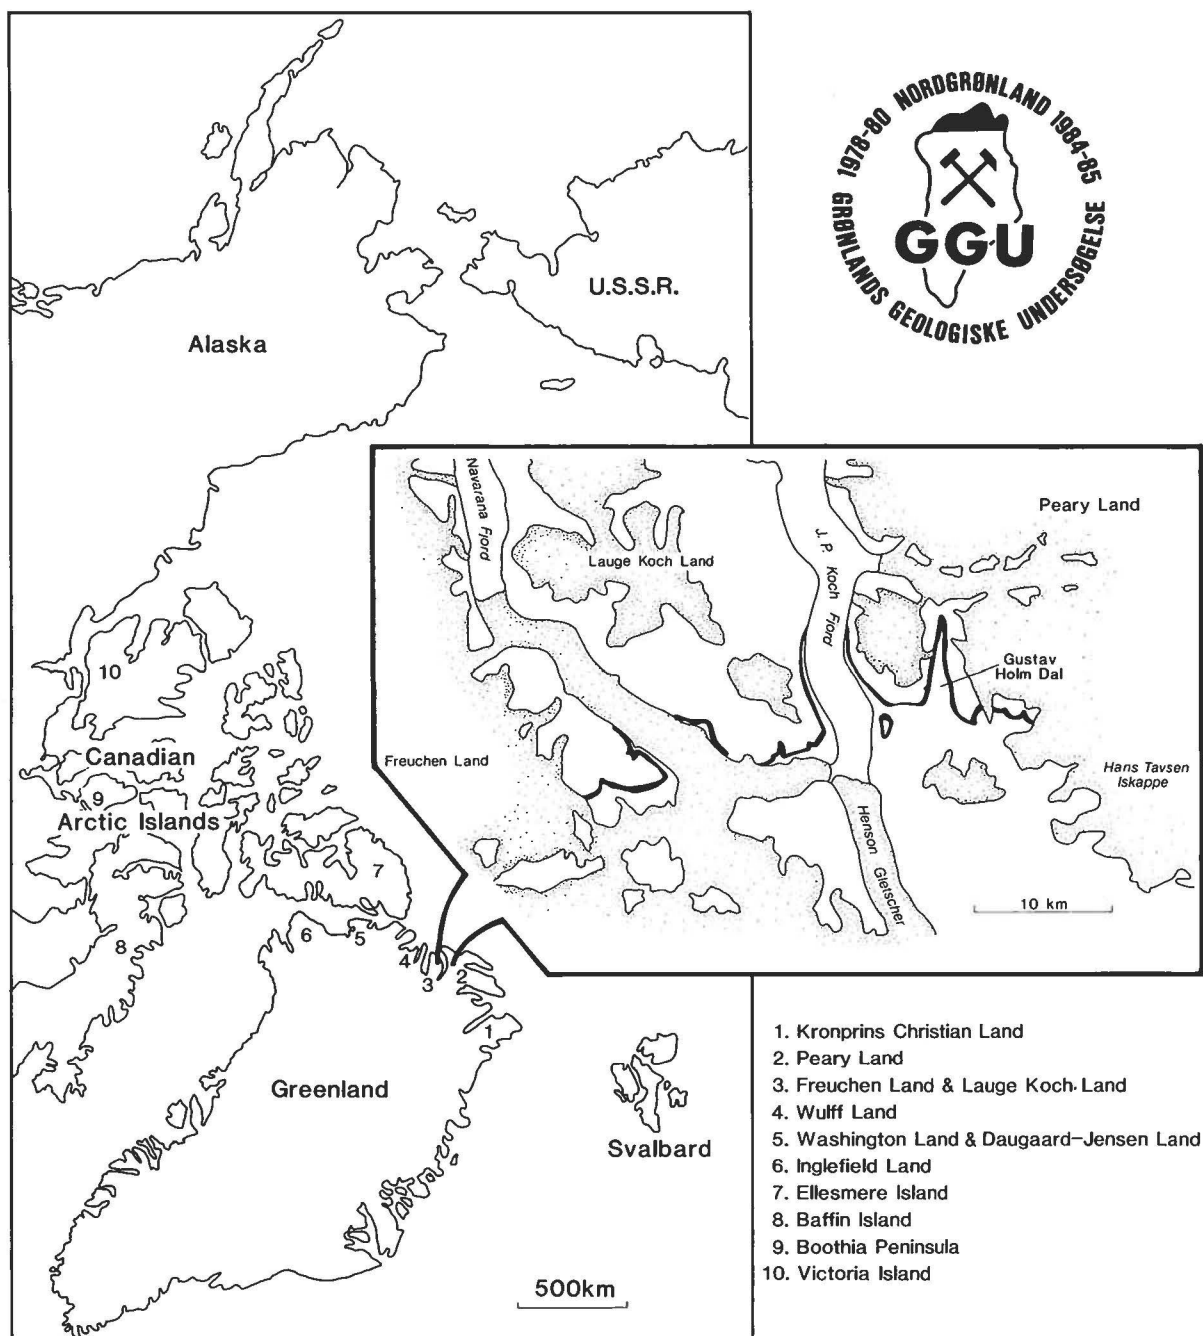 GRØNLANDS GEOLOGISKE UNDERSØGELSE
1978-80 NORDGRØNLAND 1984-85
GGU
U.S.S.R.
Alaska
Navarana Fjord
Lauge Koch Land
J. P. Koch Fjord
Peary Land
Gustav
Holm Dal
Freuchen Land
Hans Tavsen
Iskappe
Henson Gletscher
10 km
10
Canadian
9
Arctic Islands
7
8
6
5
4
3
2
1
Greenland
Svalbard
500km
1. Kronprins Christian Land
2. Peary Land
3. Freuchen Land & Lauge Koch Land
4. Wulff Land
5. Washington Land & Daugaard-Jensen Land
6. Inglefield Land
7. Ellesmere Island
8. Baffin Island
9. Boothia Peninsula
10. Victoria Island